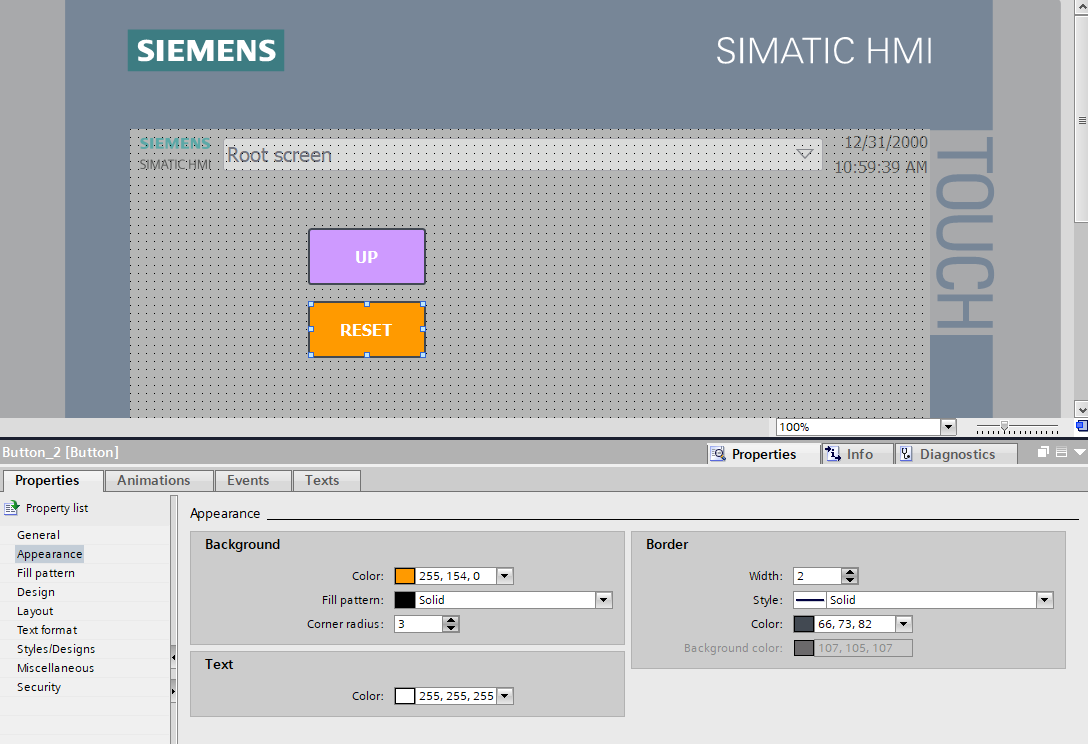 SIEMENS
SIMATIC HMI
SIEMENS
SIMATIC HMI
Root screen
12/31/2000
10:59:39 AM
TOUCH
UP
RESET
100%
Button_2 [Button]
Properties
Info
Diagnostics
Properties
Animations
Events
Texts
Property list
General
Appearance
Fill pattern
Design
Layout
Text format
Styles/Designs
Miscellaneous
Security
Appearance
Background
Color:
255, 154, 0
Fill pattern:
Solid
Corner radius:
3
Text
Color:
255, 255, 255
Border
Width:
2
Style:
Solid
Color:
66, 73, 82
Background color:
107, 105, 107